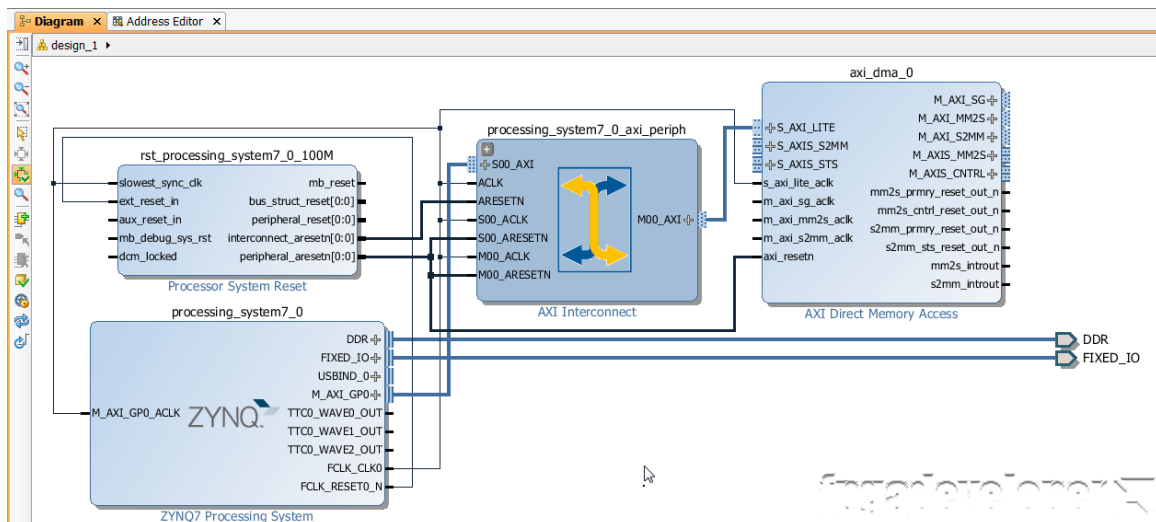 Diagram
Address Editor
design_1
rst_processing_system7_0_100M
slowest_sync_clk
ext_reset_in
aux_reset_in
mb_debug_sys_rst
dcm_locked
mb_reset
bus_struct_reset[0:0]
peripheral_reset[0:0]
interconnect_aresetn[0:0]
peripheral_aresetn[0:0]
Processor System Reset
processing_system7_0_axi_periph
S00_AXI
ACLK
ARESETN
S00_ACLK
S00_ARESETN
M00_ACLK
M00_ARESETN
M00_AXI
AXI Interconnect
axi_dma_0
S_AXI_LITE
S_AXIS_S2MM
S_AXIS_STS
s_axi_lite_aclk
m_axi_sg_aclk
m_axi_mm2s_aclk
m_axi_s2mm_aclk
axi_resetn
M_AXI_SG
M_AXI_MM2S
M_AXI_S2MM
M_AXIS_MM2S
M_AXIS_CNTRL
mm2s_prmry_reset_out_n
mm2s_cntrl_reset_out_n
s2mm_prmry_reset_out_n
s2mm_sts_reset_out_n
mm2s_introut
s2mm_introut
AXI Direct Memory Access
processing_system7_0
M_AXI_GP0_ACLK
ZYNQ
DDR
FIXED_IO
USBIND_0
M_AXI_GP0
TTC0_WAVE0_OUT
TTC0_WAVE1_OUT
TTC0_WAVE2_OUT
FCLK_CLK0
FCLK_RESET0_N
ZYNQ7 Processing System
DDR
FIXED_IO